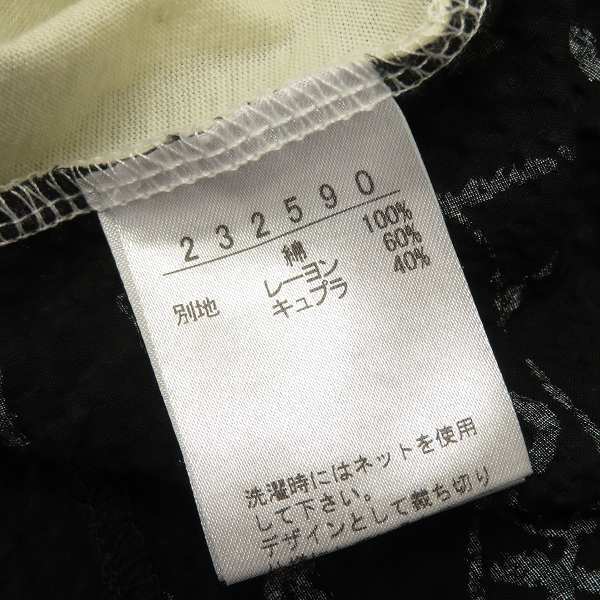 232590
綿 100%
別地 レーヨン 60%
キュプラ 40%
洗濯時にはネットを使用
して下さい。
デザインとして裁ち切り